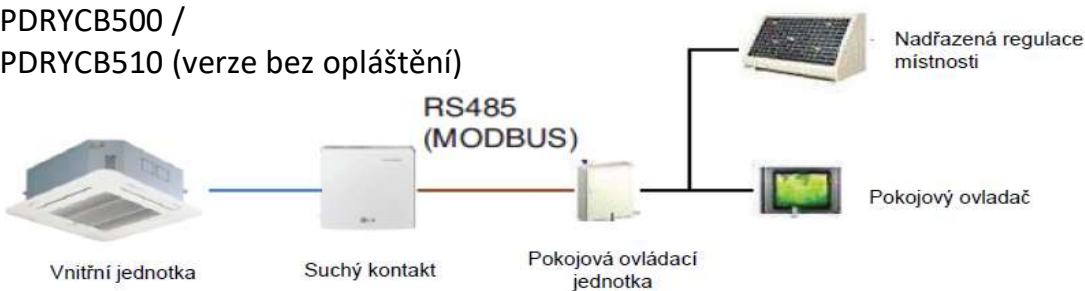 PDRYCB500 /
PDRYCB510 (verze bez opláštění)
RS485
(MODBUS)
Nadřazená regulace
místnosti
Pokojový ovladač
Vnitřní jednotka
Suchý kontakt
Pokojová ovládací
jednotka